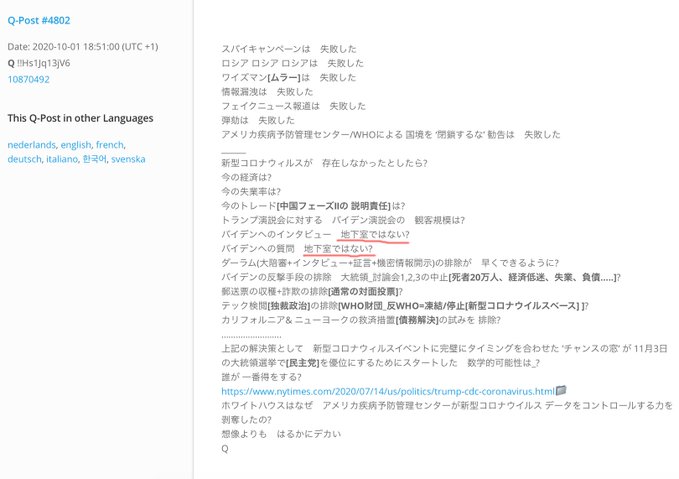 Q-Post #4802
Date: 2020-10-01 18:51:00 (UTC +1)
Q !!Hs1Jq13jV6
10870492
This Q-Post in other Languages
nederlands, english, french,
deutsch, italiano, 한국어, svenska
スパイキャンペーンは 失敗した
ロシア ロシア ロシアは 失敗した
ワイズマン[ムラー]は 失敗した
情報漏洩は 失敗した
フェイクニュース報道は 失敗した
弾劾は 失敗した
アメリカ疾病予防管理センター/WHOによる 国境を '閉鎖するな' 勧告は 失敗した
______
新型コロナウィルスが 存在しなかったとしたら?
今の経済は?
今の失業率は?
今のトレード[中国フェーズIIの 説明責任]は?
トランプ演説会に対する バイデン演説会の 観客規模は?
バイデンへのインタビュー 地下室ではない?
バイデンへの質問 地下室ではない?
ダーラム(大陪審+インタビュー+証言+機密情報開示)の排除が 早くできるように?
バイデンの反撃手段の排除 大統領_討論会1,2,3の中止[死者20万人、経済低迷、失業、負債.....]?
郵送票の収穫+詐欺の排除[通常の対面投票]?
テック検閲[独裁政治]の排除[WHO財団_反WHO=凍結/停止[新型コロナウイルスベース] ]?
カリフォルニア& ニューヨークの救済措置[債務解決]の試みを 排除?
.........................
上記の解決策として 新型コロナウィルスイベントに完璧にタイミングを合わせた 'チャンスの窓' が 11月3日
の大統領選挙で[民主党]を優位にするためにスタートした 数学的可能性は_?
誰が 一番得をする?
https://www.nytimes.com/2020/07/14/us/politics/trump-cdc-coronavirus.html
ホワイトハウスはなぜ アメリカ疾病予防管理センターが新型コロナウイルス データをコントロールする力を
剥奪したの?
想像よりも はるかにデカい
Q